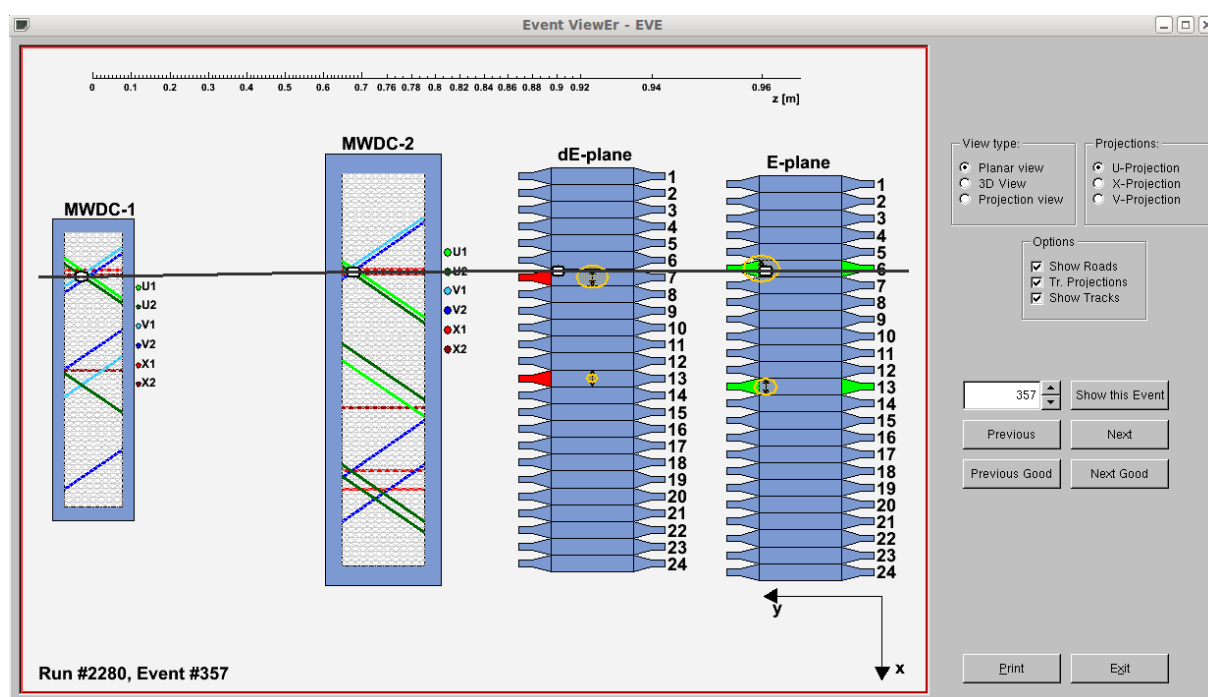 Event ViewEr - EVE
0 0.1 0.2 0.3 0.4 0.5 0.6 0.7 0.76 0.78 0.8 0.82 0.84 0.86 0.88 0.9 0.92 0.94 0.96
z [m]
MWDC-1
U1
U2
V1
V2
X1
X2
MWDC-2
U1
U2
V1
V2
X1
X2
dE-plane
1
2
3
4
5
6
7
8
9
10
11
12
13
14
15
16
17
18
19
20
21
22
23
24
E-plane
1
2
3
4
5
6
7
8
9
10
11
12
13
14
15
16
17
18
19
20
21
22
23
24
y
x
Run #2280, Event #357
View type:
Planar view
3D View
Projection view
Projections:
U-Projection
X-Projection
V-Projection
Options
Show Roads
Tr. Projections
Show Tracks
357
Show this Event
Previous
Next
Previous Good
Next Good
Print
Exit